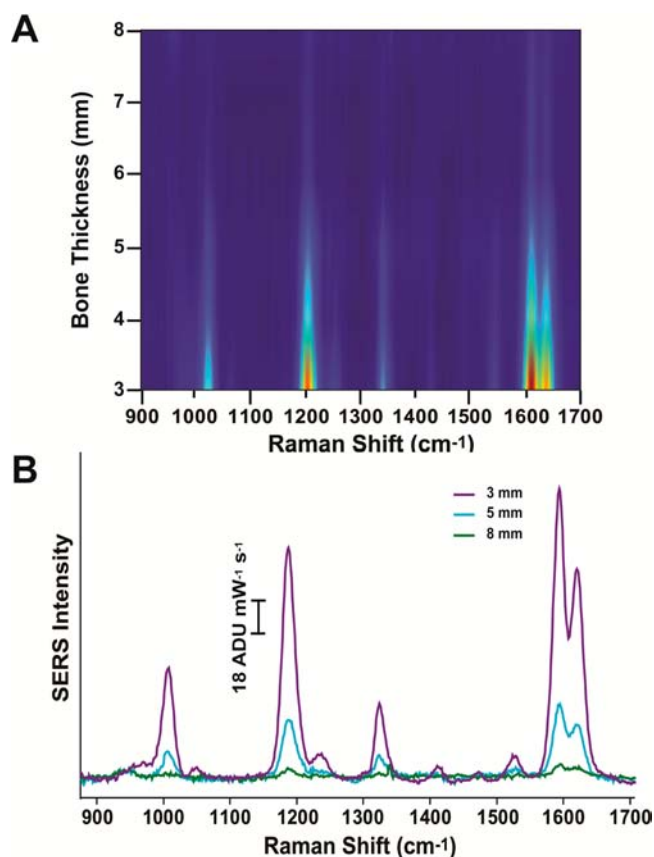 A
8
7
6
5
4
3
Bone Thickness (mm)
900 1000 1100 1200 1300 1400 1500 1600 1700
Raman Shift (cm-1)
B
3 mm
5 mm
8 mm
18 ADU mW-1 s-1
SERS Intensity
900 1000 1100 1200 1300 1400 1500 1600 1700
Raman Shift (cm-1)